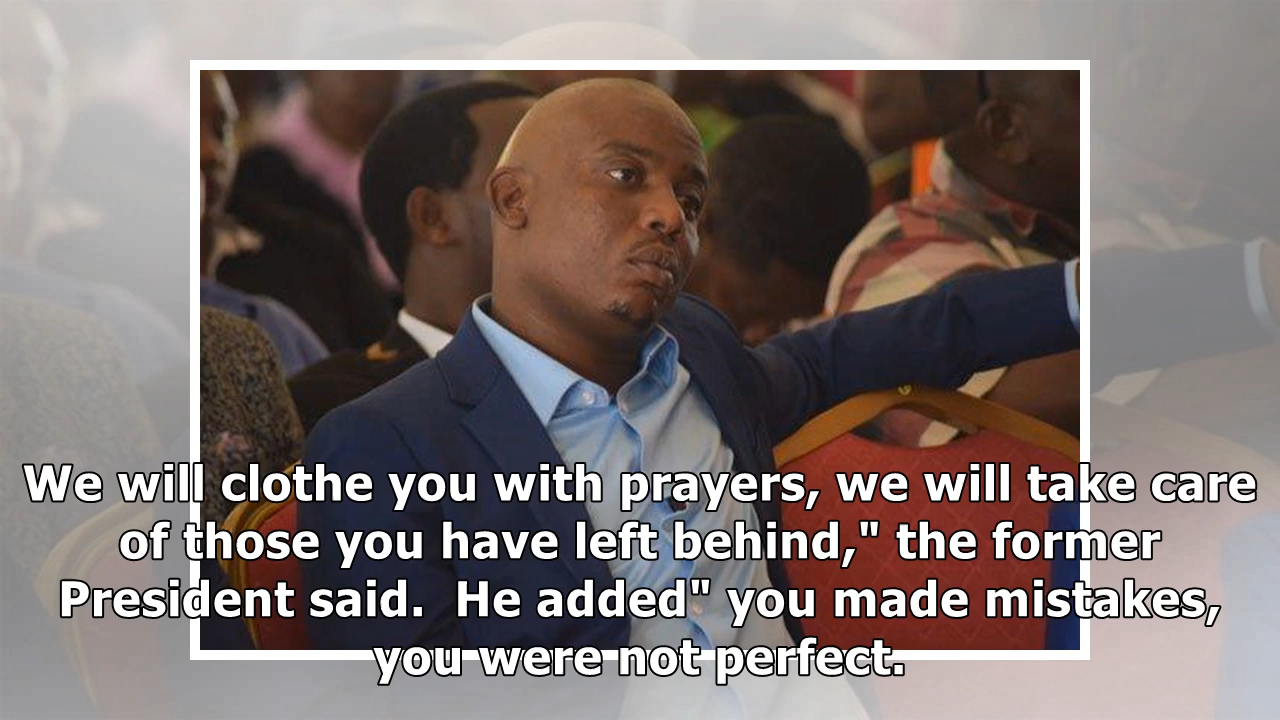 We will clothe you with prayers, we will take care
of those you have left behind," the former
President said.  He added" you made mistakes,
you were not perfect.